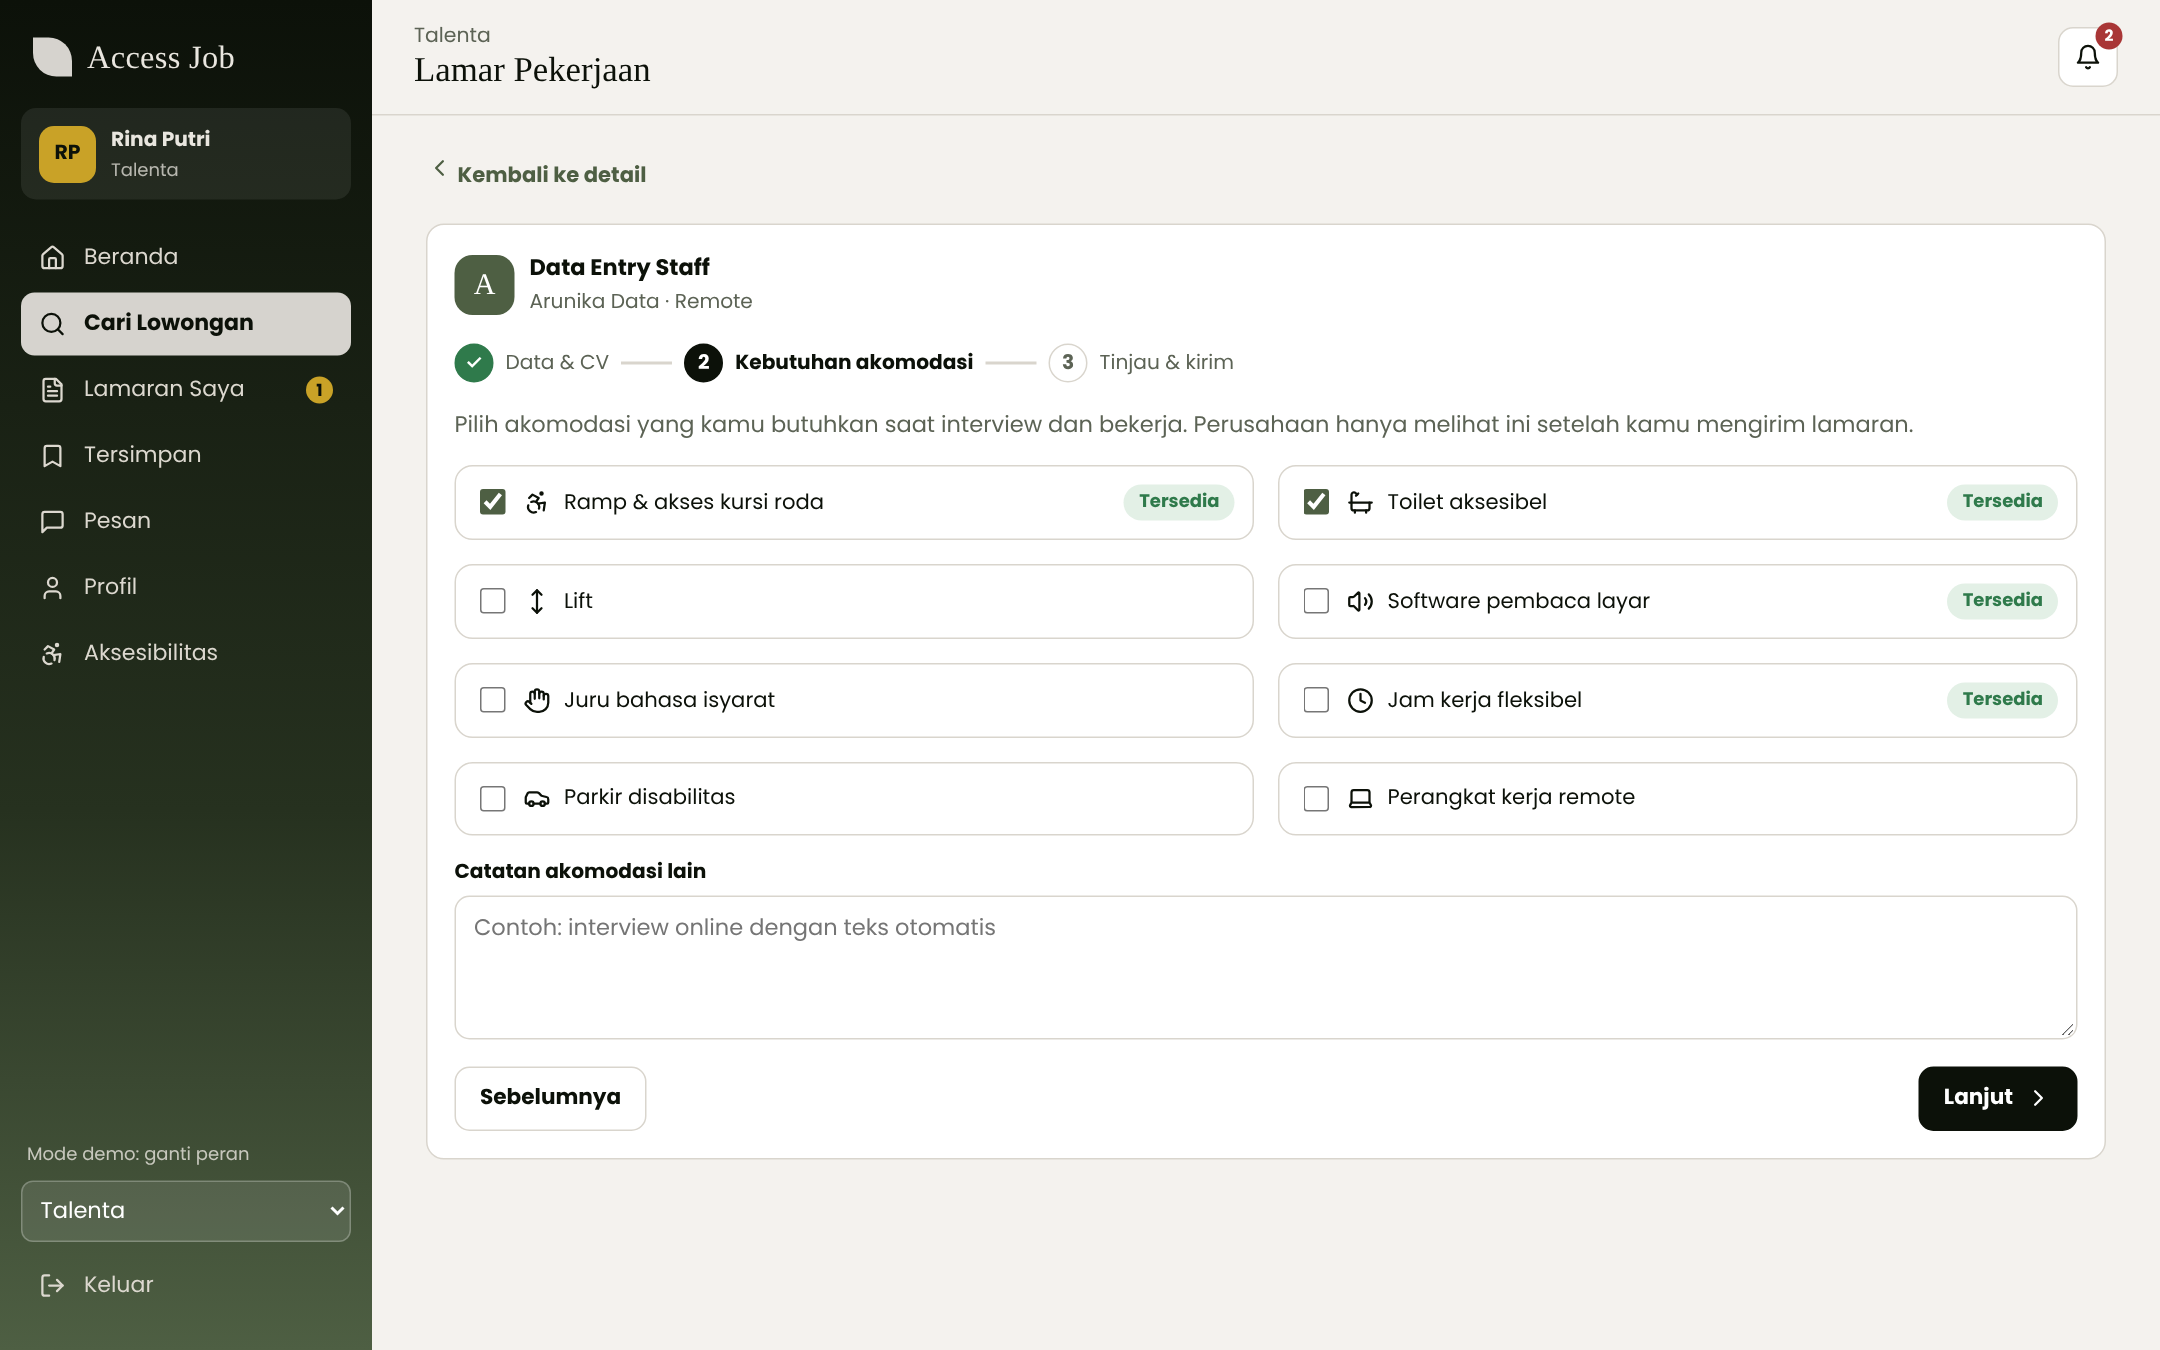 Access Job
RP
Rina Putri
Talenta
Beranda
Cari Lowongan
Lamaran Saya
1
Tersimpan
Pesan
Profil
Aksesibilitas
Mode demo: ganti peran
Talenta
Keluar
Talenta
Lamar Pekerjaan
2
Kembali ke detail
A
Data Entry Staff
Arunika Data · Remote
Data & CV
2 Kebutuhan akomodasi
3 Tinjau & kirim
Pilih akomodasi yang kamu butuhkan saat interview dan bekerja. Perusahaan hanya melihat ini setelah kamu mengirim lamaran.
Ramp & akses kursi roda Tersedia
Toilet aksesibel Tersedia
Lift
Software pembaca layar Tersedia
Juru bahasa isyarat
Jam kerja fleksibel Tersedia
Parkir disabilitas
Perangkat kerja remote
Catatan akomodasi lain
Contoh: interview online dengan teks otomatis
Sebelumnya
Lanjut